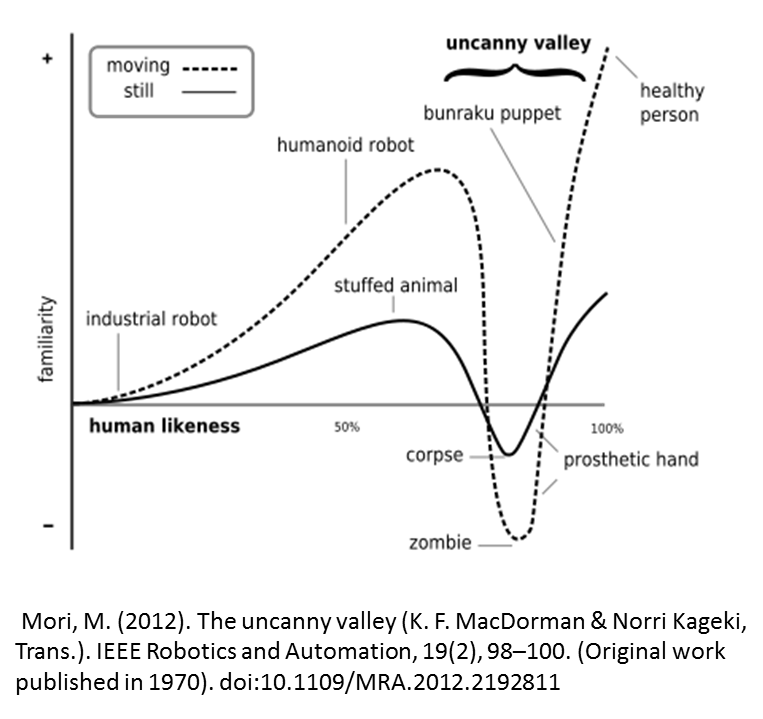 uncanny valley
+
moving
still
healthy
person
bunraku puppet
humanoid robot
stuffed animal
industrial robot
familiarity
human likeness
50%
100%
corpse
prosthetic hand
–
zombie
Mori, M. (2012). The uncanny valley (K. F. MacDorman & Norri Kageki,
Trans.). IEEE Robotics and Automation, 19(2), 98–100. (Original work
published in 1970). doi:10.1109/MRA.2012.2192811